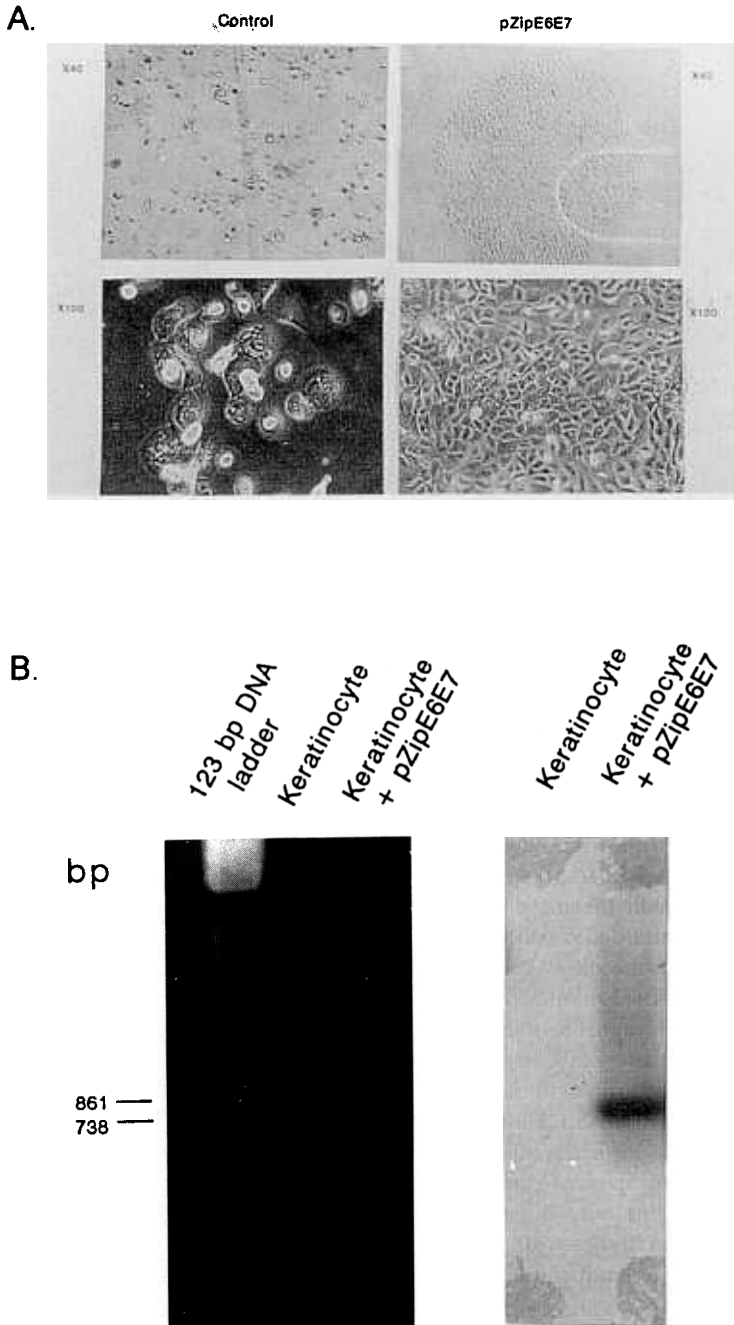 A.
Control
pZipE6E7
X40
X40
X100
X100
B.
123 bp DNA
ladder
Keratinocyte
Keratinocyte
+ pZipE6E7
Keratinocyte
Keratinocyte
+ pZipE6E7
bp
861
738